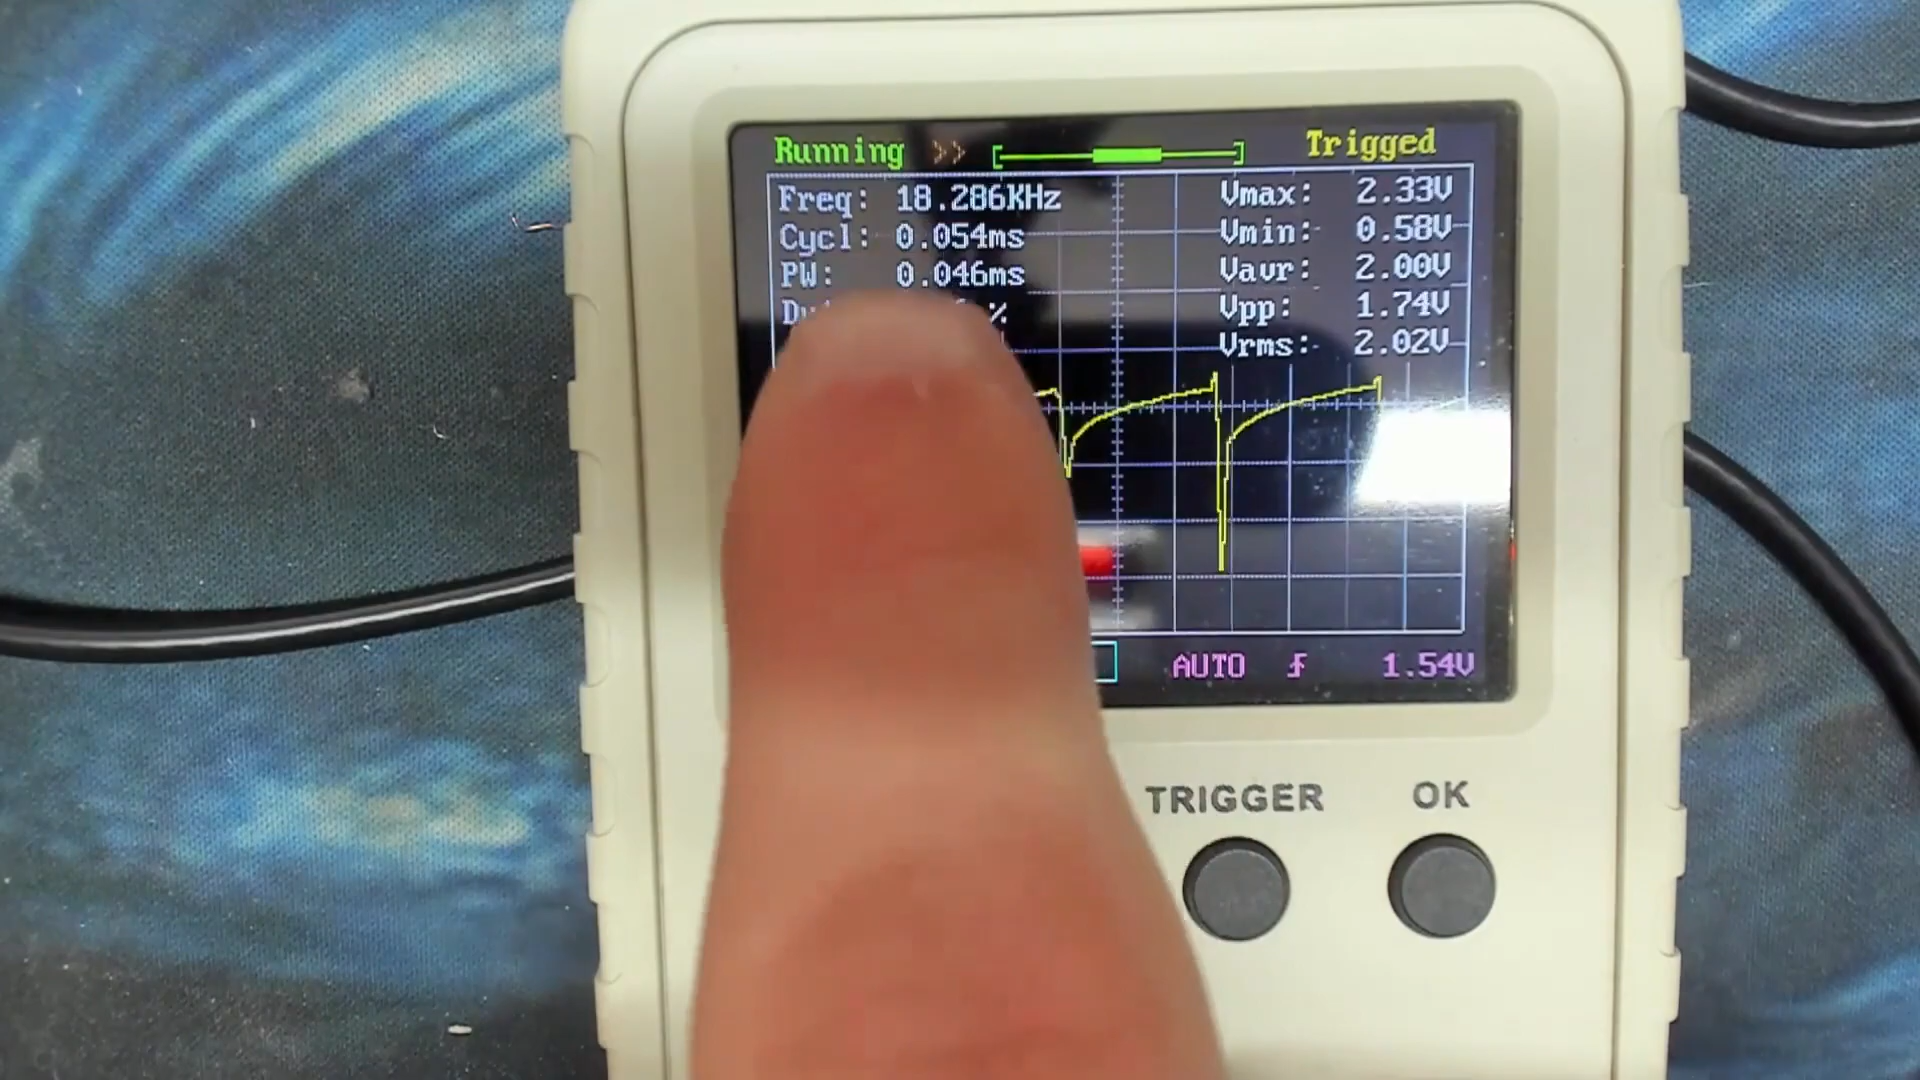 Running >> Trigged
Freq: 18.286KHz Vmax: 2.33V
Cycl: 0.054ms Vmin: 0.58V
PW: 0.046ms Vavr: 2.00V
% Vpp: 1.74V
Vrms: 2.02V
AUTO 1.54V
TRIGGER OK